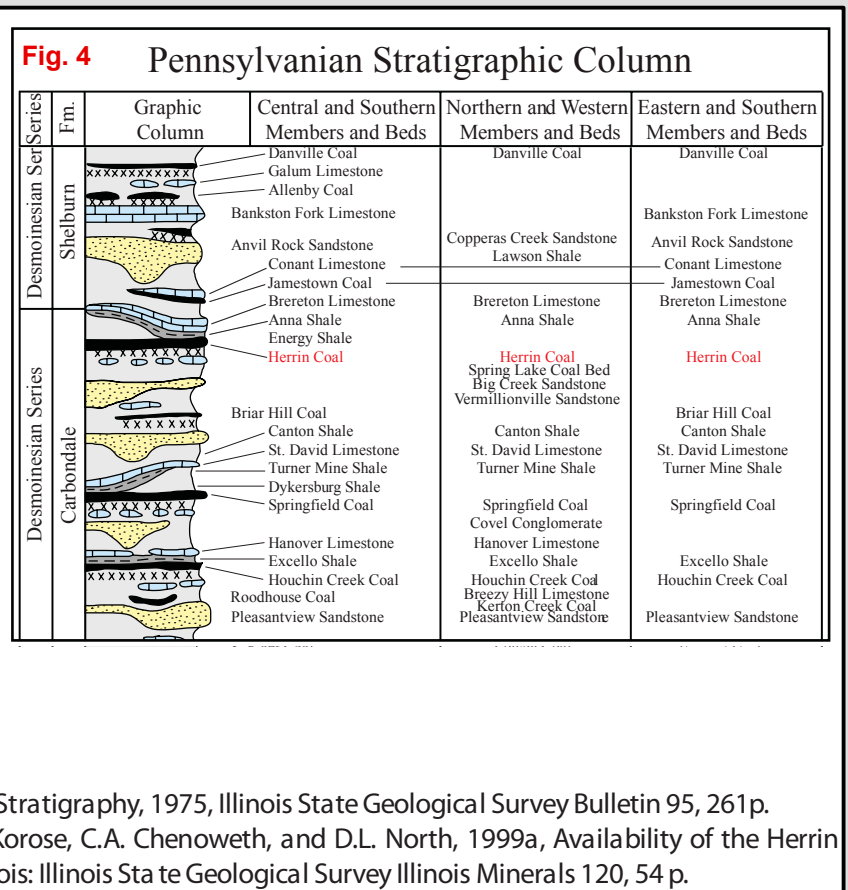 Fig. 4
Pennsylvanian Stratigraphic Column
Series
Fm.
Graphic
Column
Central and Southern
Members and Beds
Northern and Western
Members and Beds
Eastern and Southern
Members and Beds
Desmoinesian Ser
Shelburn
Desmoinesian Series
Carbondale
Danville Coal
Galum Limestone
Allenby Coal
Bankston Fork Limestone
Anvil Rock Sandstone
Conant Limestone
Jamestown Coal
Brereton Limestone
Anna Shale
Energy Shale
Herrin Coal
Briar Hill Coal
Canton Shale
St. David Limestone
Turner Mine Shale
Dykersburg Shale
Springfield Coal
Hanover Limestone
Excello Shale
Houchin Creek Coal
Roodhouse Coal
Pleasantview Sandstone
Danville Coal
Copperas Creek Sandstone
Lawson Shale
Brereton Limestone
Anna Shale
Herrin Coal
Spring Lake Coal Bed
Big Creek Sandstone
Vermillionville Sandstone
Canton Shale
St. David Limestone
Turner Mine Shale
Springfield Coal
Covel Conglomerate
Hanover Limestone
Excello Shale
Houchin Creek Coal
Breezy Hill Limestone
Kerton Creek Coal
Pleasantview Sandstone
Danville Coal
Bankston Fork Limestone
Anvil Rock Sandstone
Conant Limestone
Jamestown Coal
Brereton Limestone
Anna Shale
Herrin Coal
Briar Hill Coal
Canton Shale
St. David Limestone
Turner Mine Shale
Springfield Coal
Excello Shale
Houchin Creek Coal
Pleasantview Sandstone
Stratigraphy, 1975, Illinois State Geological Survey Bulletin 95, 261p.
Korose, C.A. Chenoweth, and D.L. North, 1999a, Availability of the Herrin
ois: Illinois State Geological Survey Illinois Minerals 120, 54 p.